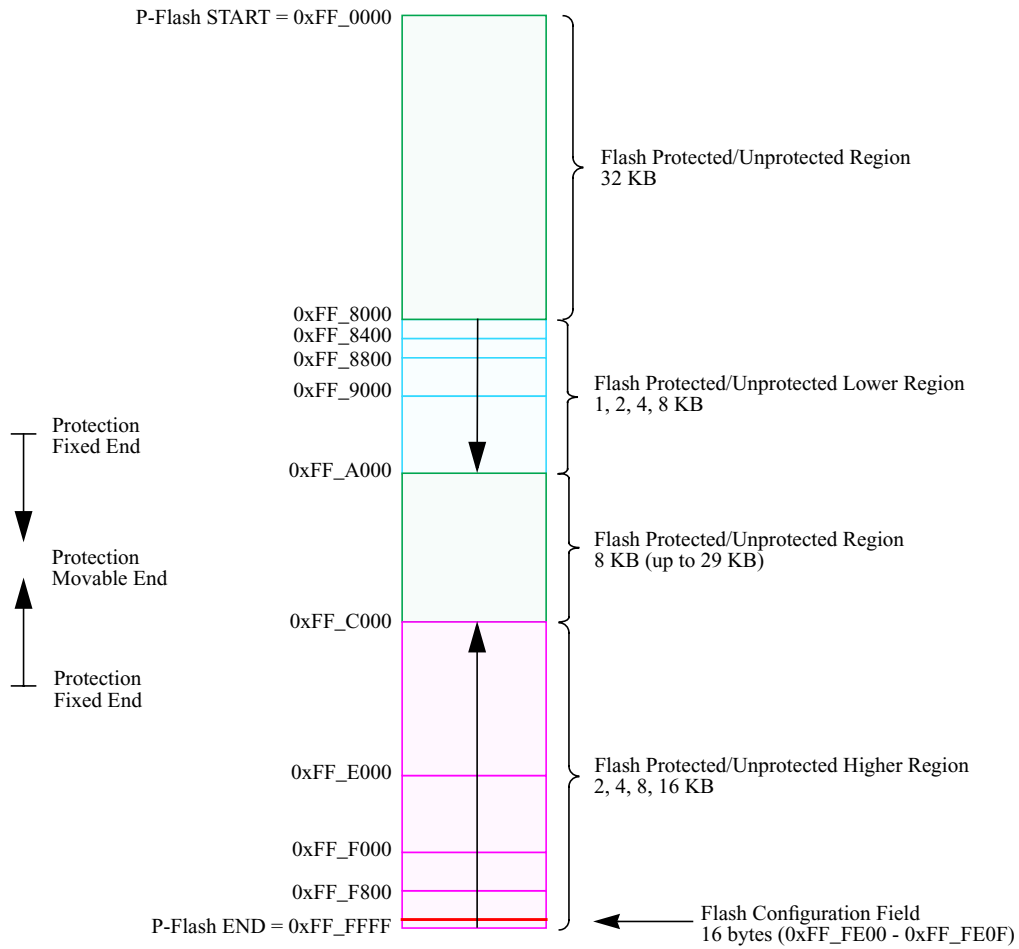 P-Flash START = 0xFF_0000
Flash Protected/Unprotected Region
32 KB
0xFF_8000
0xFF_8400
0xFF_8800
0xFF_9000
Flash Protected/Unprotected Lower Region
1, 2, 4, 8 KB
Protection
Fixed End
0xFF_A000
Flash Protected/Unprotected Region
8 KB (up to 29 KB)
Protection
Movable End
0xFF_C000
Protection
Fixed End
Flash Protected/Unprotected Higher Region
2, 4, 8, 16 KB
0xFF_E000
0xFF_F000
0xFF_F800
P-Flash END = 0xFF_FFFF
Flash Configuration Field
16 bytes (0xFF_FE00 - 0xFF_FE0F)